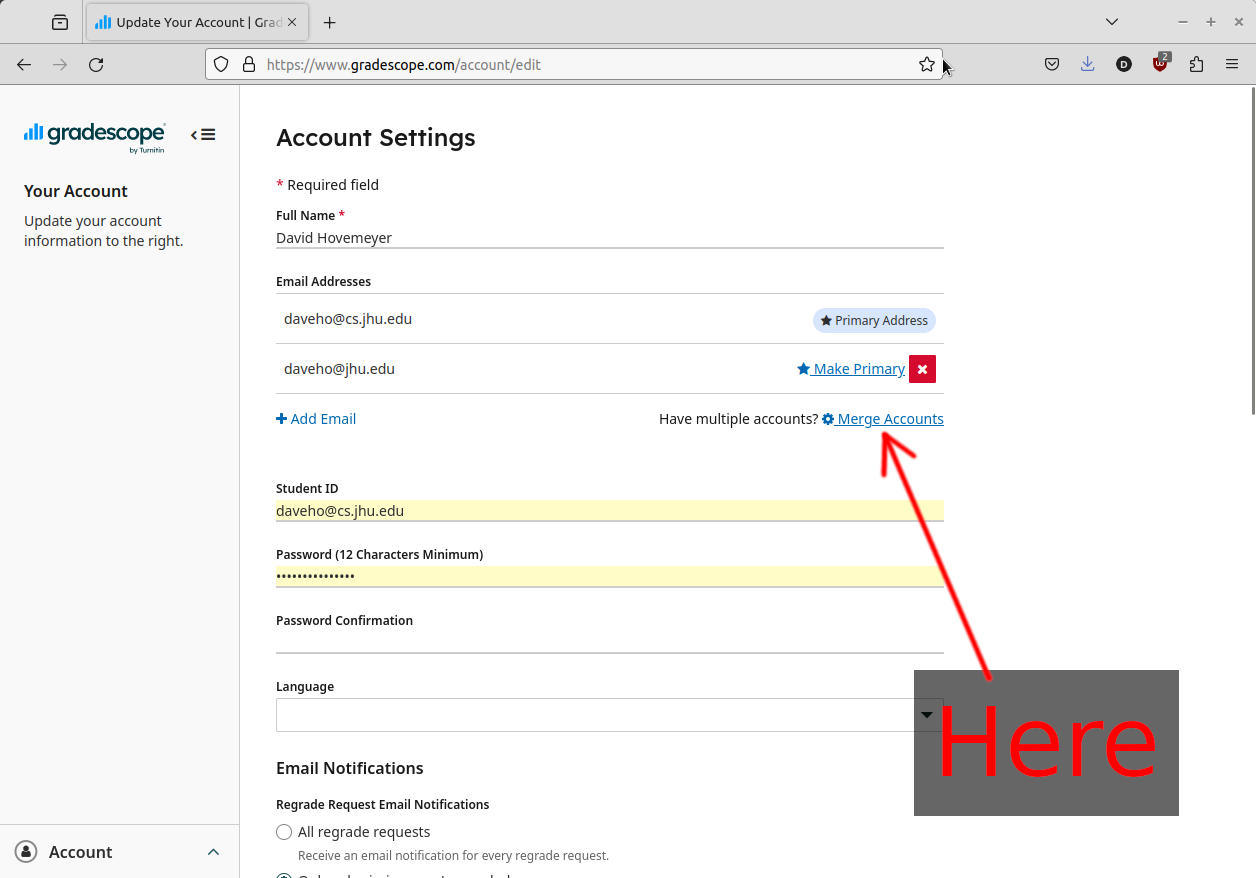 Update Your Account | Grad
https://www.gradescope.com/account/edit
D
2
gradescope
by Turnitin
Your Account
Update your account
information to the right.
Account Settings
* Required field
Full Name *
David Hovemeyer
Email Addresses
daveho@cs.jhu.edu
Primary Address
daveho@jhu.edu
Make Primary
Add Email
Have multiple accounts? Merge Accounts
Student ID
daveho@cs.jhu.edu
Password (12 Characters Minimum)
•••••••••••••••
Password Confirmation
Language
Here
Email Notifications
Regrade Request Email Notifications
All regrade requests
Receive an email notification for every regrade request.
Account